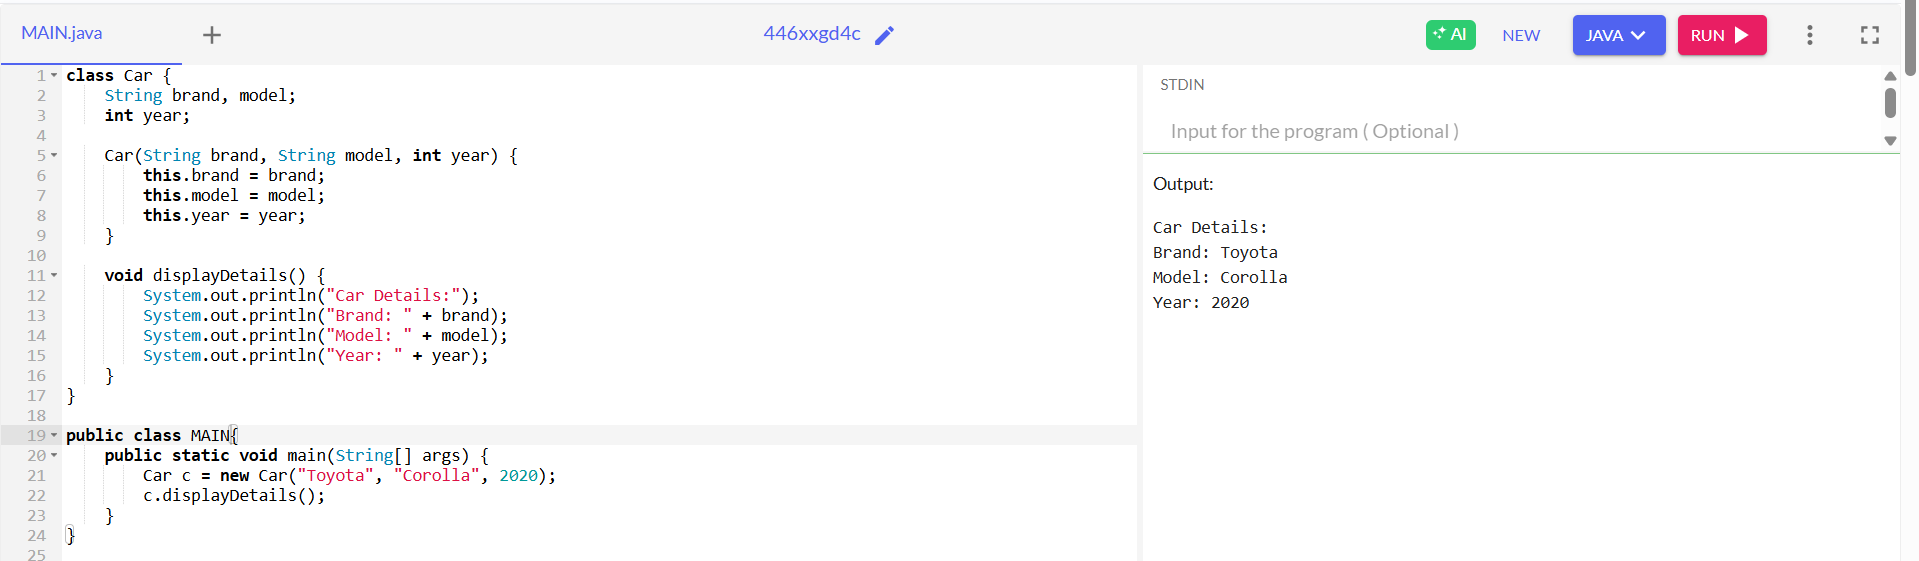 MAIN.java + 446xxgd4c AI NEW JAVA RUN
1 class Car {
2     String brand, model;
3     int year;
4
5     Car(String brand, String model, int year) {
6         this.brand = brand;
7         this.model = model;
8         this.year = year;
9     }
10
11     void displayDetails() {
12         System.out.println("Car Details:");
13         System.out.println("Brand: " + brand);
14         System.out.println("Model: " + model);
15         System.out.println("Year: " + year);
16     }
17 }
18
19 public class MAIN{
20     public static void main(String[] args) {
21         Car c = new Car("Toyota", "Corolla", 2020);
22         c.displayDetails();
23     }
24 }
25
STDIN
Input for the program ( Optional )
Output:
Car Details:
Brand: Toyota
Model: Corolla
Year: 2020